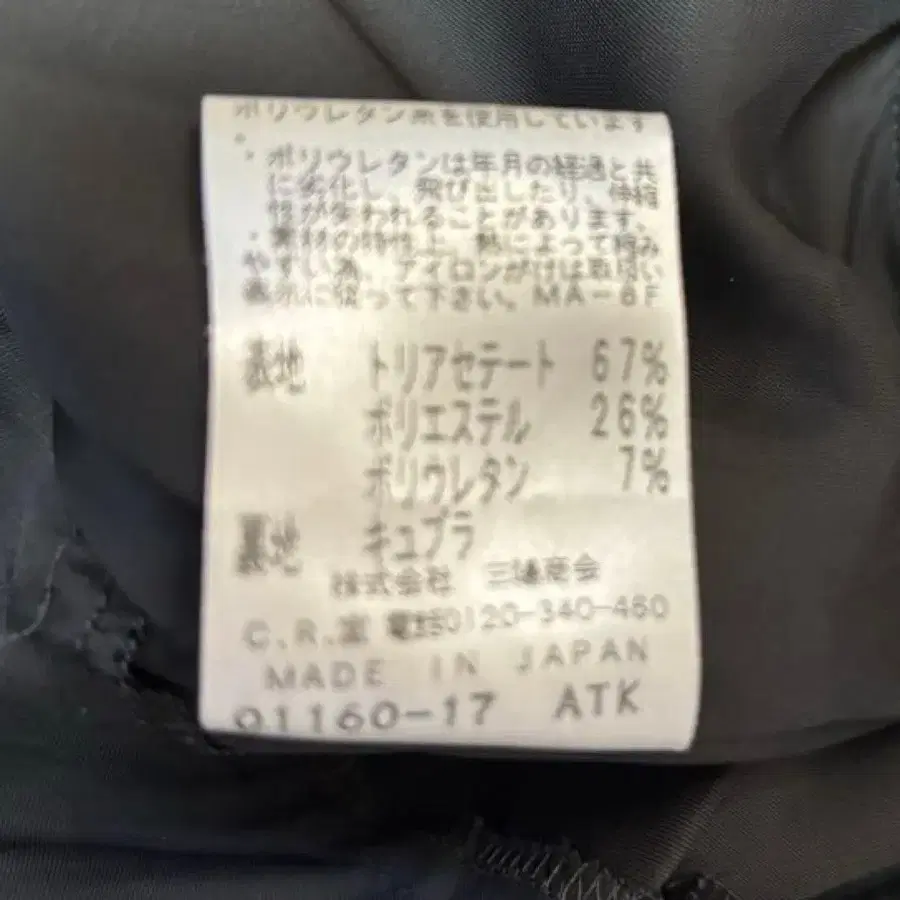 ポリウレタン糸を使用しています
・ポリウレタンは年月の経過と共
に劣化し、飛び出したり、伸縮
性が失われることがあります。
・素材の特性上、熱によって縮み
やすい為、アイロンがけは取扱い
表示に従って下さい。MA-8F
表地 トリアセテート 67%
ポリエステル 26%
ポリウレタン 7%
裏地 キュプラ
株式会社 三陽商会
C.R.室 電話0120-340-460
MADE IN JAPAN
01160-17 ATK